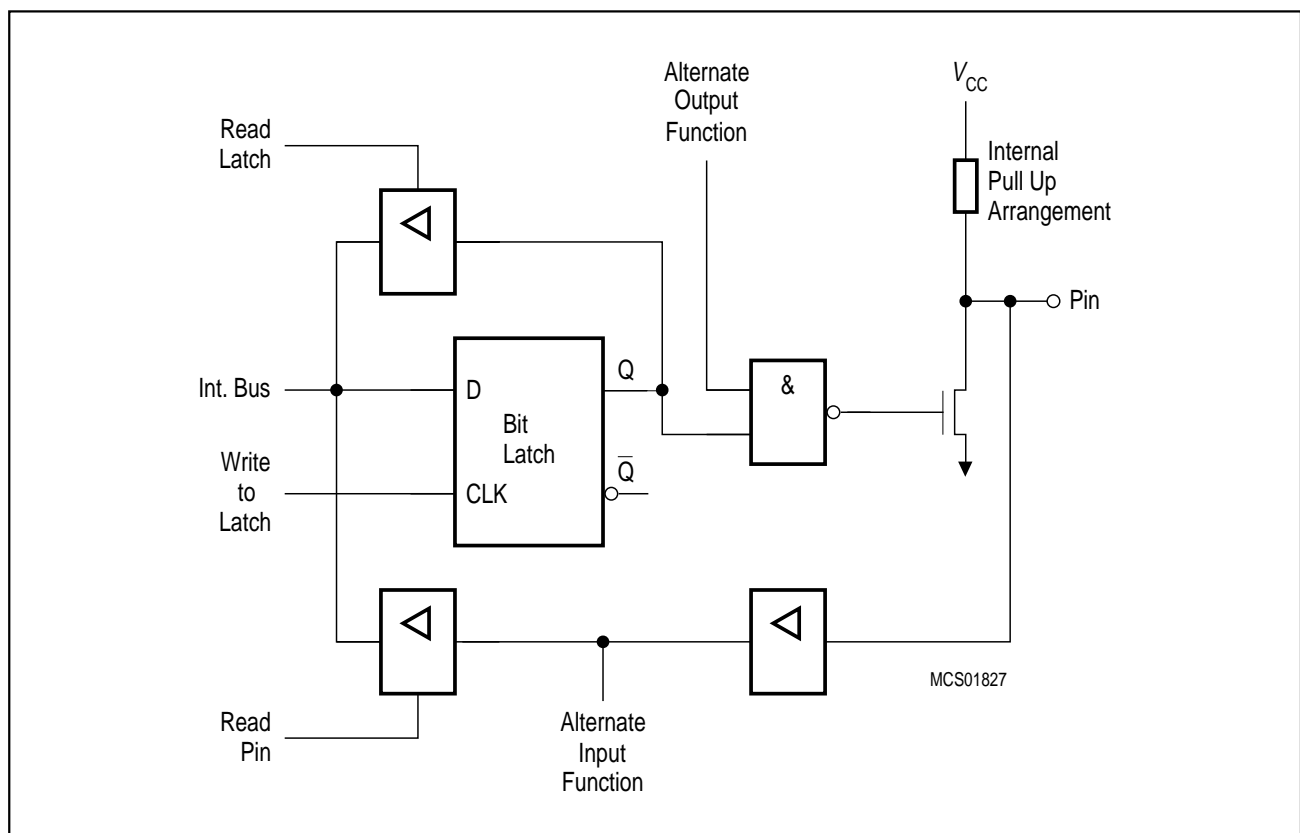 Alternate
Output
Function
V_CC
Read
Latch
Internal
Pull Up
Arrangement
Pin
Int. Bus
D
Q
Bit
Latch
&
Write
to
Latch
CLK
Q̅
MCS01827
Read
Pin
Alternate
Input
Function